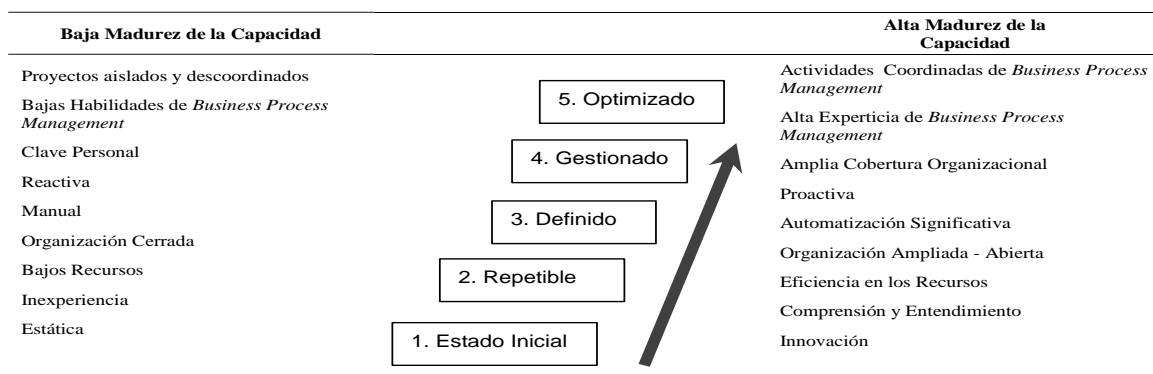 Baja Madurez de la Capacidad
Proyectos aislados y descoordinados
Bajas Habilidades de Business Process
Management
Clave Personal
Reactiva
Manual
Organización Cerrada
Bajos Recursos
Inexperiencia
Estática
5. Optimizado
4. Gestionado
3. Definido
2. Repetible
1. Estado Inicial
Alta Madurez de la
Capacidad
Actividades Coordinadas de Business Process
Management
Alta Experticia de Business Process
Management
Amplia Cobertura Organizacional
Proactiva
Automatización Significativa
Organización Ampliada - Abierta
Eficiencia en los Recursos
Comprensión y Entendimiento
Innovación